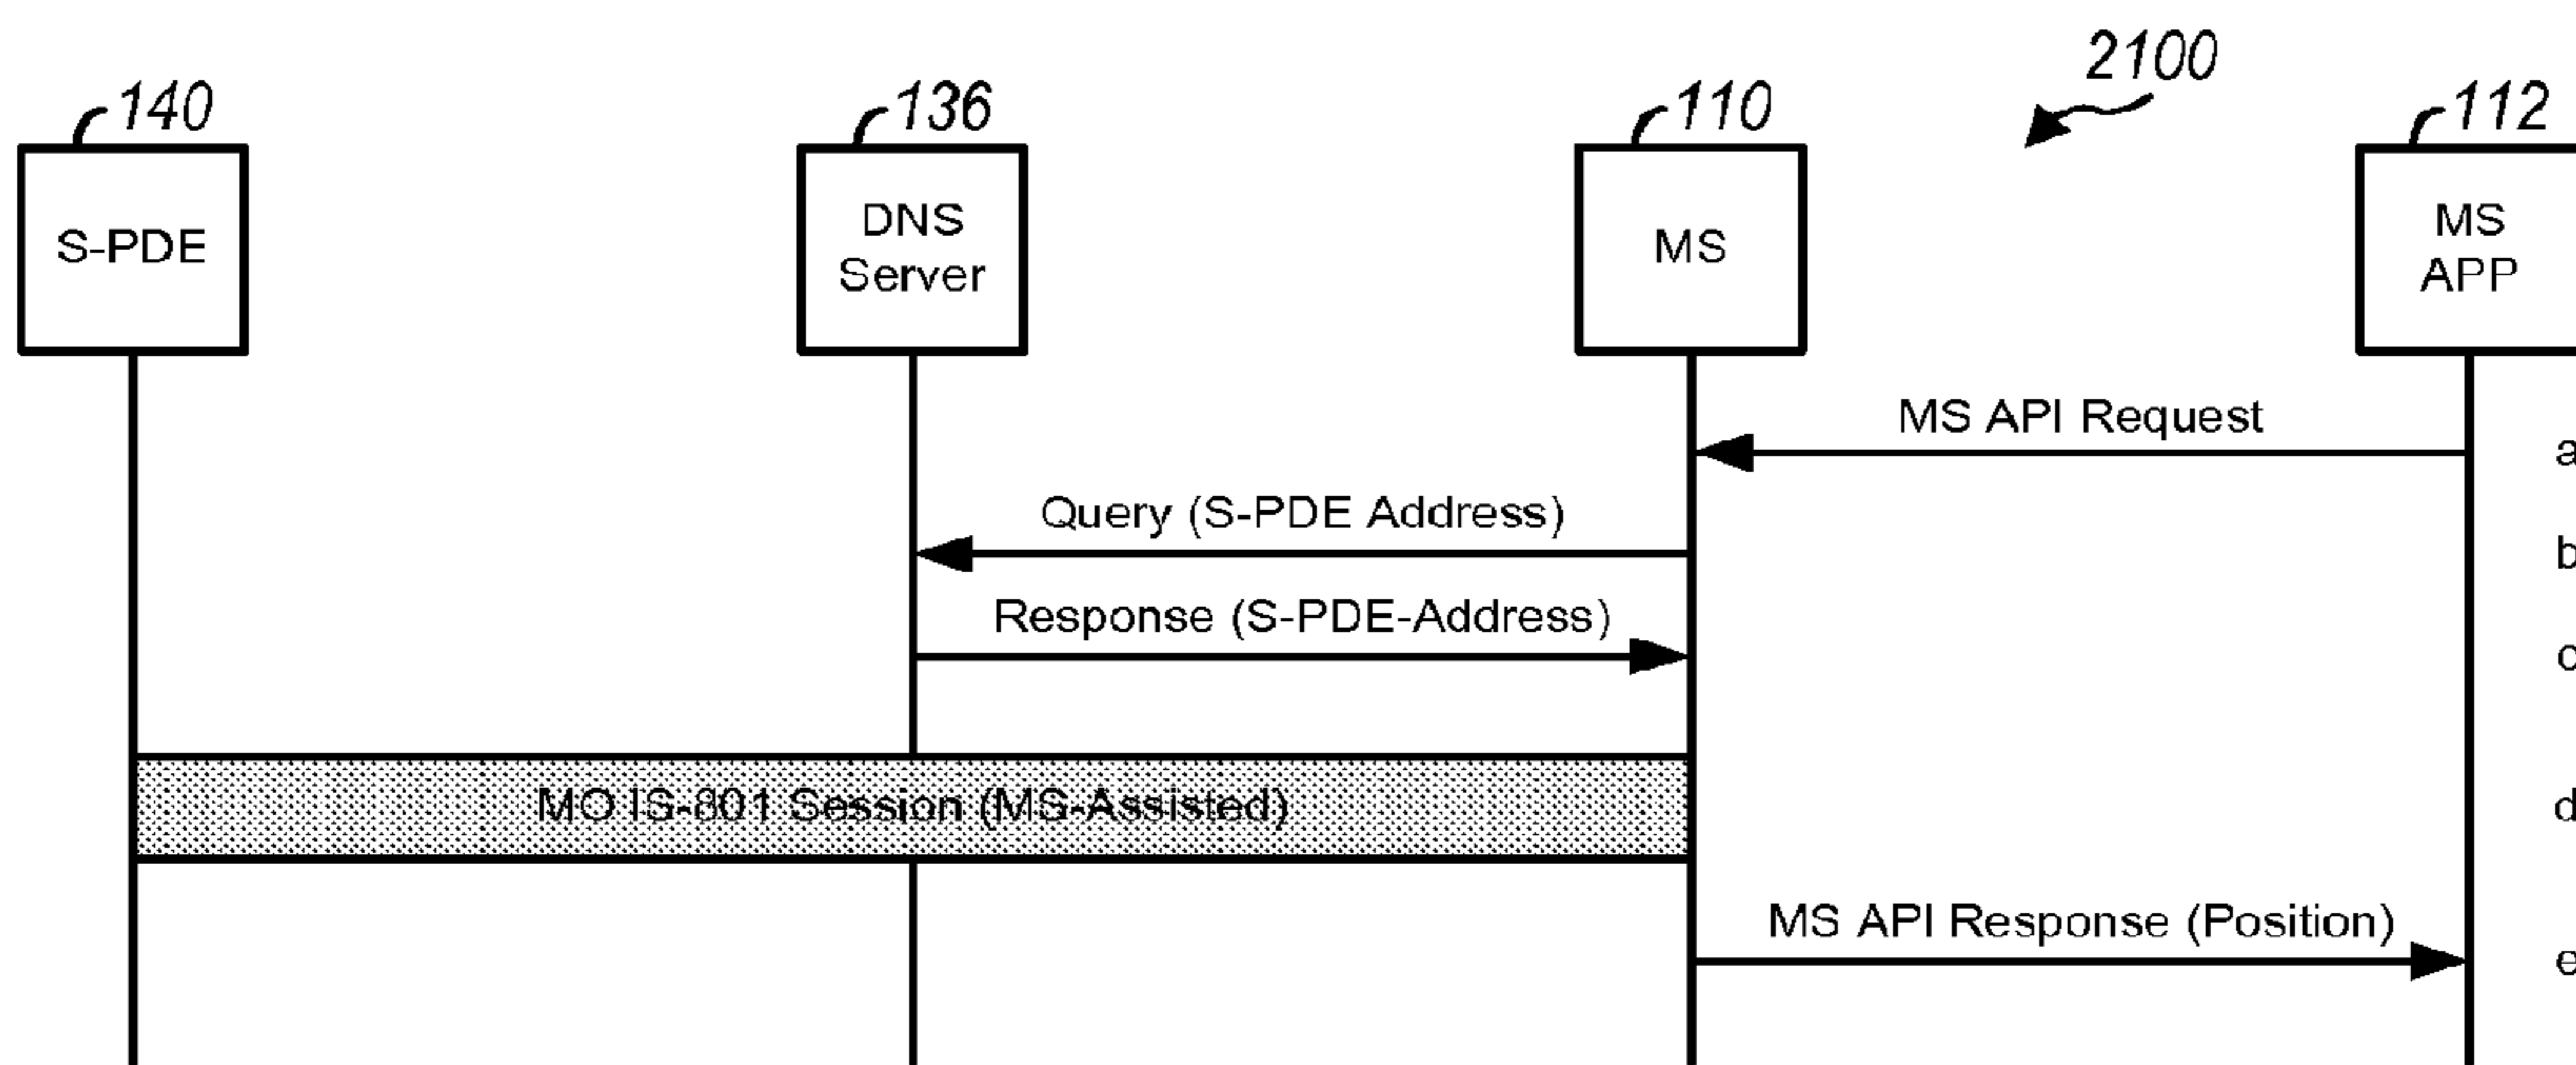 2100
140
136
110
112
S-PDE
DNS
Server
MS
MS
APP
MS API Request
a
Query (S-PDE Address)
b
Response (S-PDE-Address)
c
MO IS-801 Session (MS-Assisted)
d
MS API Response (Position)
e